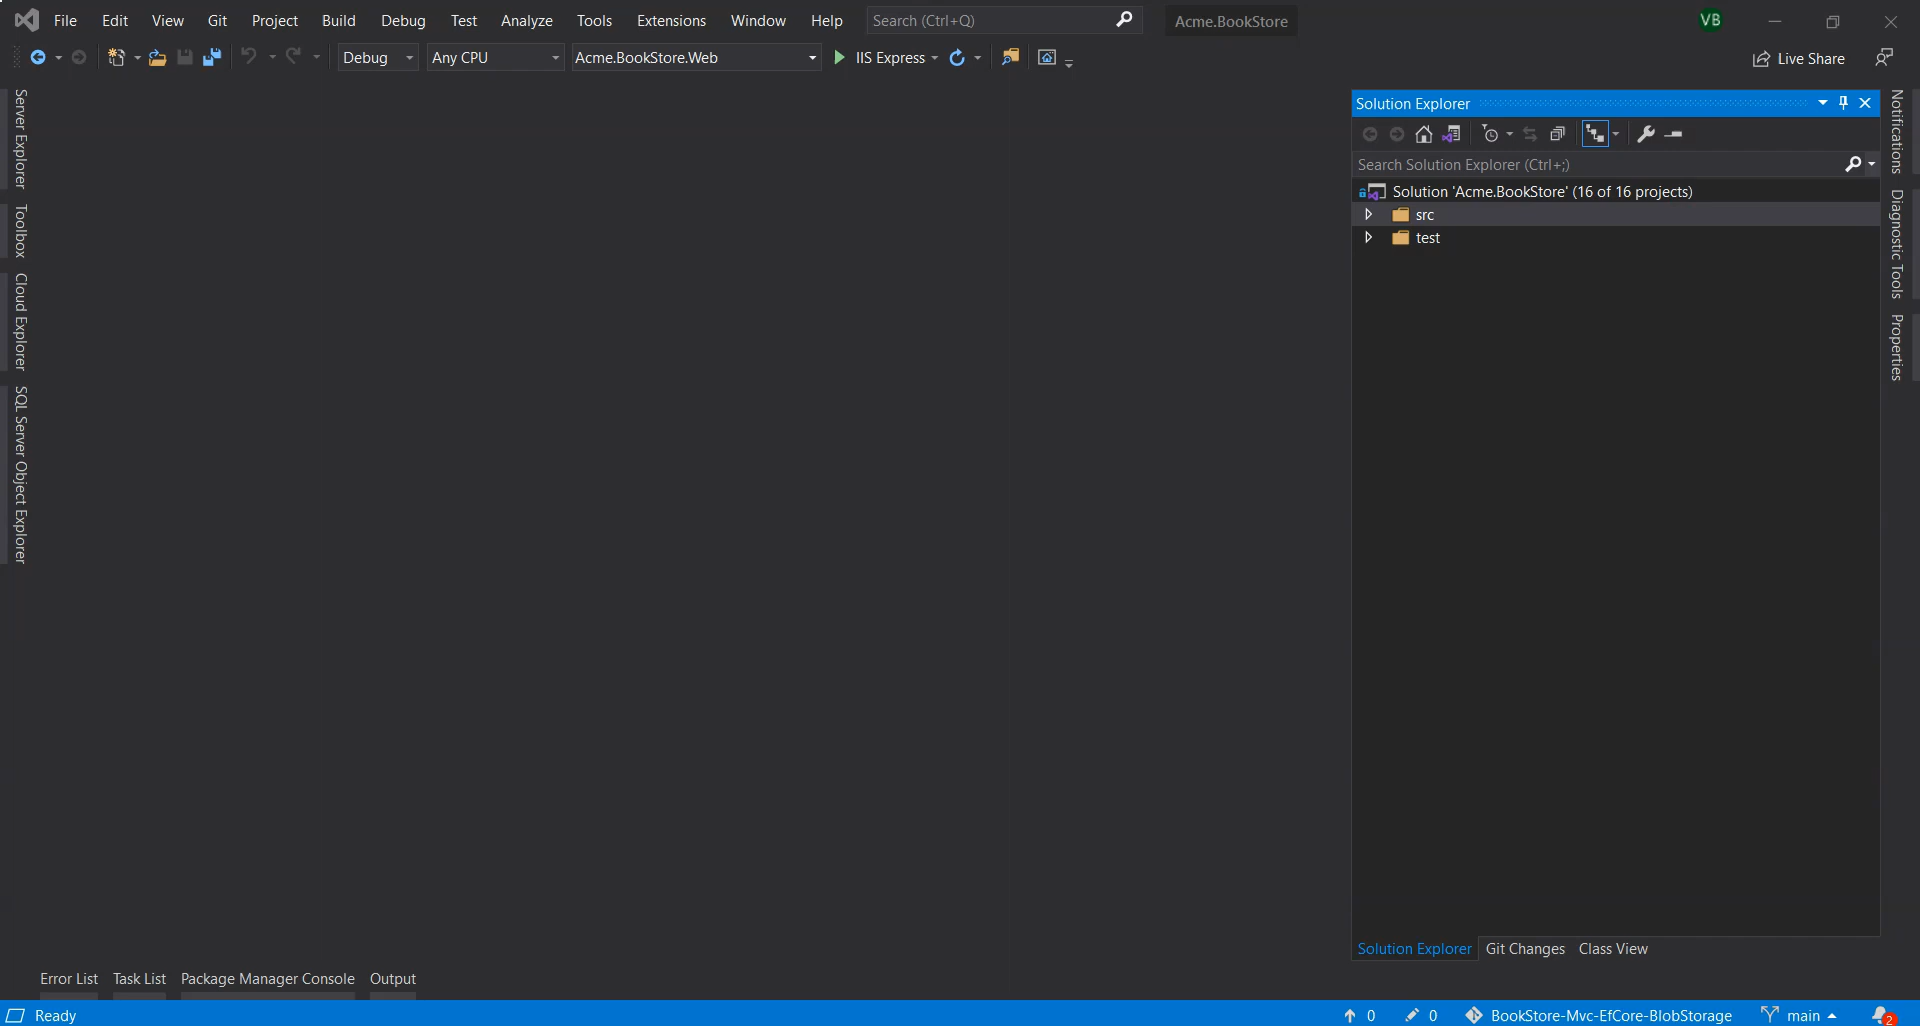 File Edit View Git Project Build Debug Test Analyze Tools Extensions Window Help Search (Ctrl+Q) Acme.BookStore VB
Debug Any CPU Acme.BookStore.Web IIS Express Live Share
Server Explorer
Toolbox
Cloud Explorer
SQL Server Object Explorer
Solution Explorer
Search Solution Explorer (Ctrl+;)
Solution 'Acme.BookStore' (16 of 16 projects)
src
test
Solution Explorer Git Changes Class View
Notifications
Diagnostic Tools
Properties
Error List Task List Package Manager Console Output
Ready 0 0 BookStore-Mvc-EfCore-BlobStorage main 2